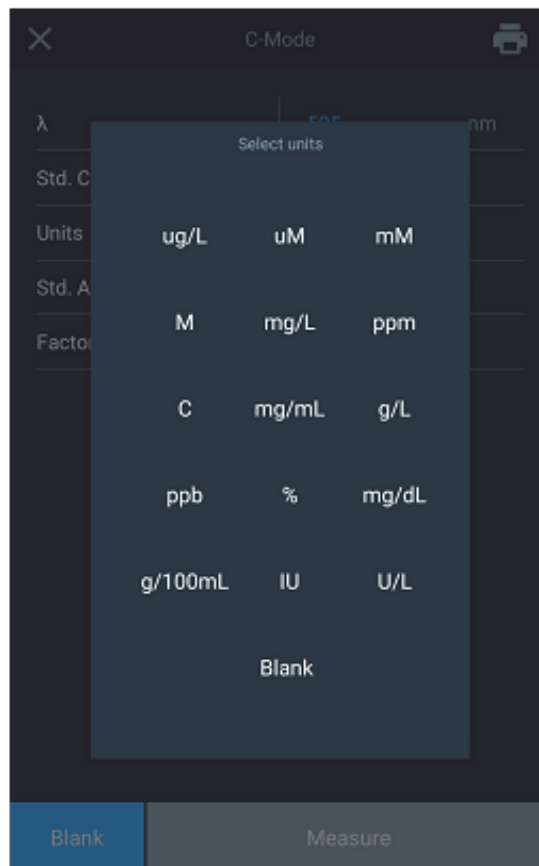 C-Mode
λ nm
Select units
Std. C
Units
ug/L uM mM
Std. A
M mg/L ppm
Facto
C mg/mL g/L
ppb % mg/dL
g/100mL IU U/L
Blank
Blank Measure